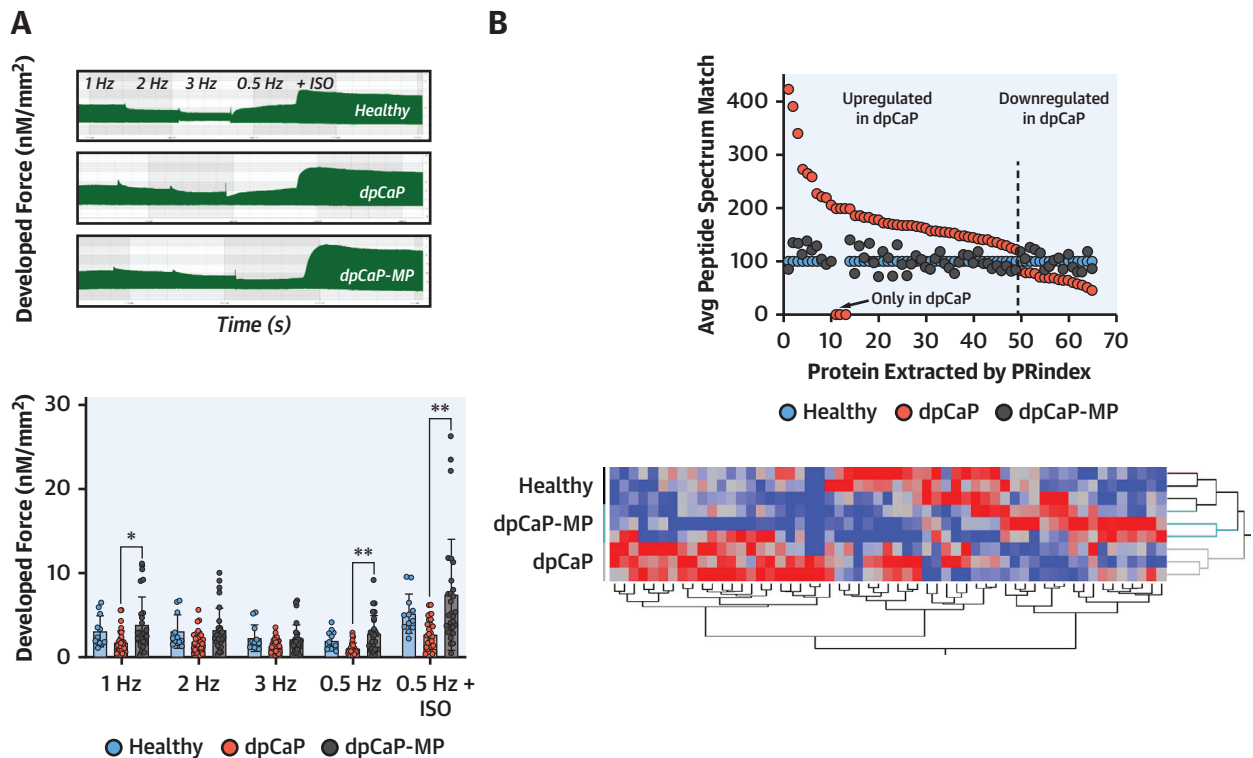 A
Developed Force (nM/mm²)
1 Hz 2 Hz 3 Hz 0.5 Hz + ISO
Healthy
dpCaP
dpCaP-MP
Time (s)
Developed Force (nM/mm²)
30
20
10
0
*
**
**
1 Hz
2 Hz
3 Hz
0.5 Hz
0.5 Hz +
ISO
Healthy dpCaP dpCaP-MP
B
Avg Peptide Spectrum Match
400
300
200
100
0
Upregulated
in dpCaP
Downregulated
in dpCaP
Only in dpCaP
0 10 20 30 40 50 60 70
Protein Extracted by PRindex
Healthy dpCaP dpCaP-MP
Healthy
dpCaP-MP
dpCaP